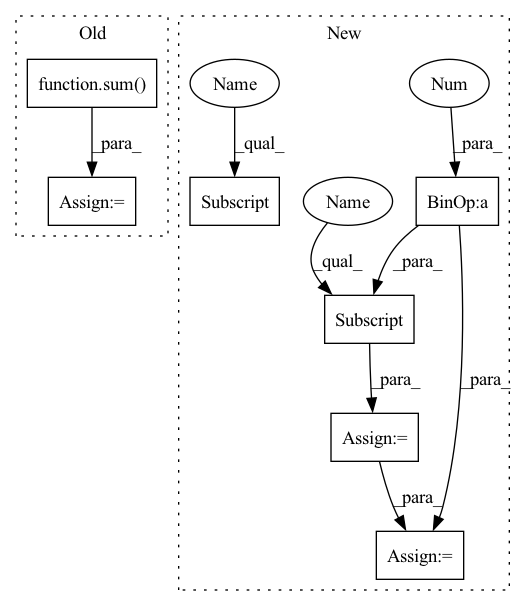 Old
New
function.sum()
Name
Num
_para_
_qual_
_para_
Assign:=
Subscript
Name
BinOp:a
_qual_
_para_
Subscript
_para_
_para_
Assign:=
_para_
Assign:=